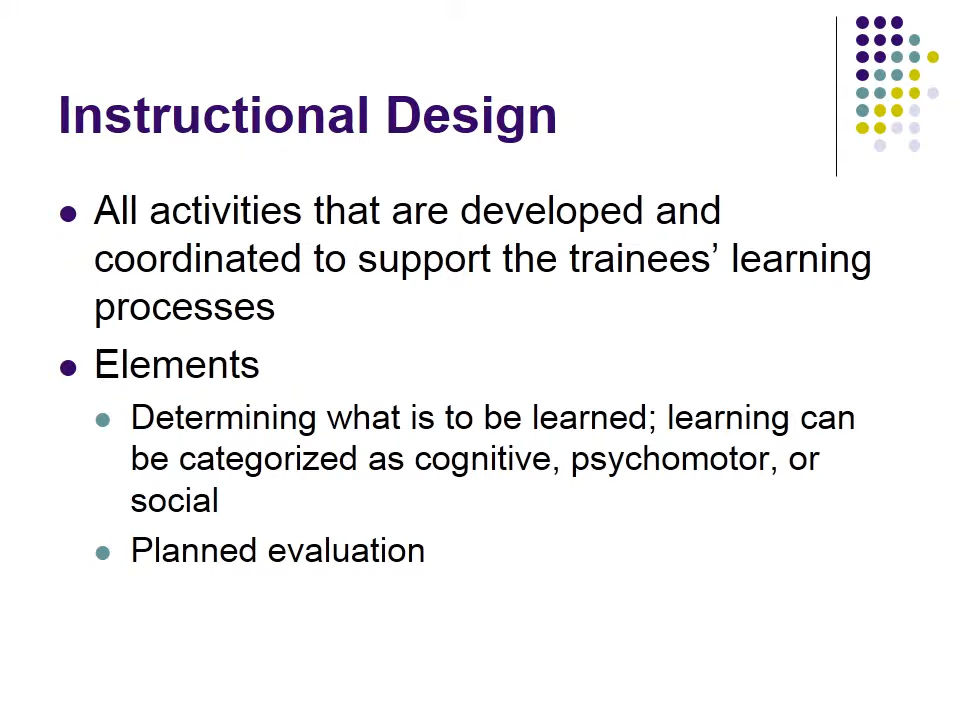 Instructional Design
All activities that are developed and
coordinated to support the trainees’ learning
processes
Elements
Determining what is to be learned; learning can
be categorized as cognitive, psychomotor, or
social
Planned evaluation